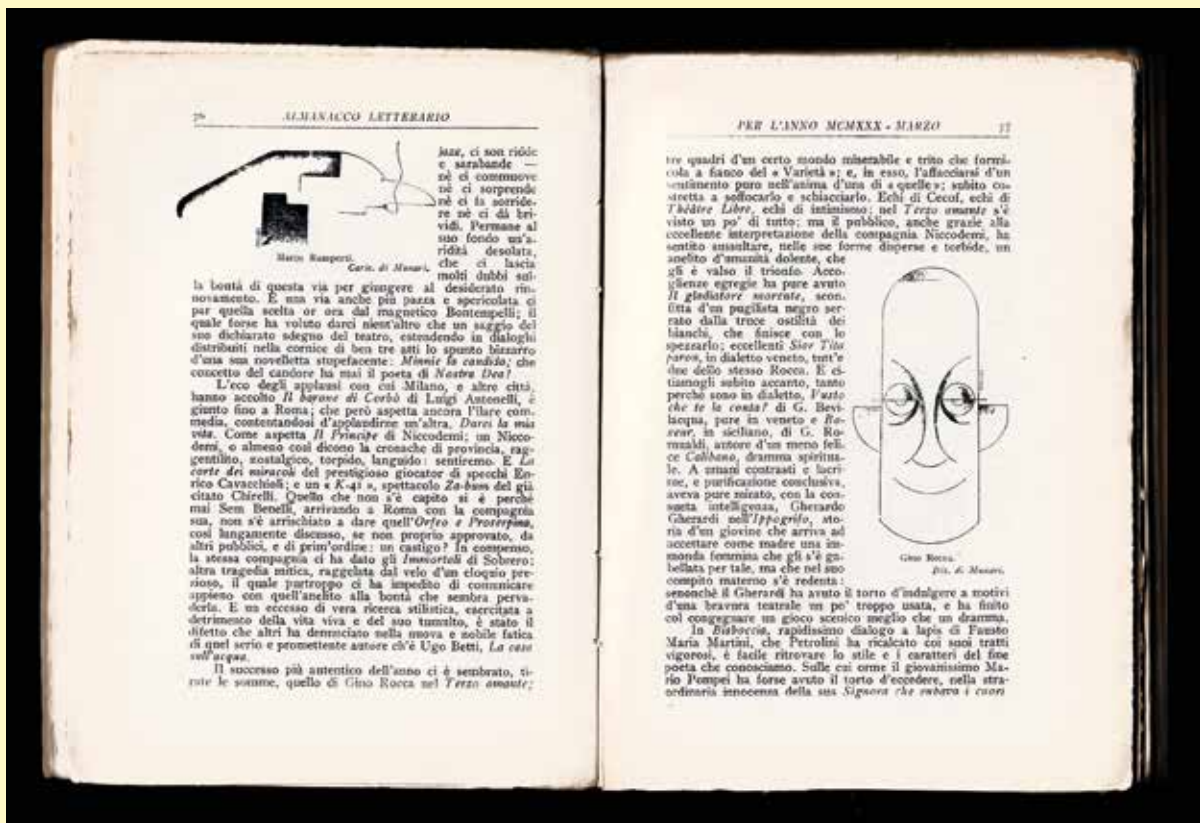 76 ALMANACCO LETTERARIO
jazz, ci son ridde
e sarabande —
nè ci commuove
nè ci sorprende
nè ci fa sorride-
re nè ci dà bri-
vidi. Permane al
suo fondo un'a-
ridità desolata,
che ci lascia
molti dubbi sul-
Marco Ramperti.
Caric. di Munari.
la bontà di questa via per giungere al desiderato rin-
novamento. E una via anche più pazza e spericolata ci
par quella scelta or ora dal magnetico Bontempelli; il
quale forse ha voluto darci nient'altro che un saggio del
suo dichiarato sdegno del teatro, estendendo in dialoghi
distribuiti nella cornice di ben tre atti lo spunto bizzarro
d'una sua novelletta stupefacente: Minnie la candida; che
concetto del candore ha mai il poeta di Nostra Dea?
L'eco degli applausi con cui Milano, e altre città,
hanno accolto Il barone di Corbò di Luigi Antonelli, è
giunto fino a Roma; che però aspetta ancora l'ilare com-
media, contentandosi d'applaudirne un'altra, Darei la mia
vita. Come aspetta Il Principe di Niccodemi; un Nicco-
demi, o almeno così dicono le cronache di provincia, rag-
gentilito, nostalgico, torpido, languido: sentiremo. E La
corte dei miracoli del prestigioso giocator di specchi En-
rico Cavacchioli; e un « K-41 », spettacolo Za-bum del già
citato Chirelli. Quello che non s'è capito si è perchè
mai Sem Benelli, arrivando a Roma con la compagnia
sua, non s'è arrischiato a dare quell'Orfeo e Proserpina,
così lungamente discusso, se non proprio approvato, da
altri pubblici, e di prim'ordine: un castigo? In compenso,
la stessa compagnia ci ha dato gli Immortali di Sobrero;
altra tragedia mitica, raggelata dal velo d'un eloquio pre-
zioso, il quale purtroppo ci ha impedito di comunicare
appieno con quell'anelito alla bontà che sembra perva-
derla. E un eccesso di vera ricerca stilistica, esercitata a
detrimento della vita viva e del suo tumulto, è stato il
difetto che altri ha denunciato nella nuova e nobile fatica
di quel serio e promettente autore ch'è Ugo Betti, La casa
sull'acqua.
Il successo più autentico dell'anno ci è sembrato, ti-
rate le somme, quello di Gino Rocca nel Terzo amante;
PER L'ANNO MCMXXX - MARZO 77
tre quadri d'un certo mondo miserabile e trito che formi-
cola a fianco del « Varietà »; e, in esso, l'affacciarsi d'un
sentimento puro nell'anima d'una di « quelle »; subito co-
stretta a soffocarlo e schiacciarlo. Echi di Cecof, echi di
Théâtre Libre, echi di intimismo; nel Terzo amante s'è
visto un po' di tutto; ma il pubblico, anche grazie alla
eccellente interpretazione della compagnia Niccodemi, ha
sentito sussultare, nelle sue forme disperse e torbide, un
anelito d'umanità dolente, che
gli è valso il trionfo. Acco-
glienze egregie ha pure avuto
Il gladiatore morente, scon-
fitta d'un pugilista negro ser-
rato dalla truce ostilità dei
bianchi, che finisce con lo
spezzarlo; eccellenti Sior Tita
paron, in dialetto veneto, tutt'e
due dello stesso Rocca. E ci-
tiamogli subito accanto, tanto
perchè sono in dialetto, Vusto
che te la conta? di G. Bevi-
lacqua, pure in veneto e
in siciliano, di G. Ro-
mualdi, autore d'un meno feli-
ce Calibano, dramma spiritua-
le. A umani contrasti e lacri-
me, e purificazione conclusiva,
aveva pure mirato, con la con-
sueta intelligenza, Gherardo
Gherardi nell'Ippogrifo, sto-
ria d'un giovine che arriva ad
accettare come madre una im-
monda femmina che gli s'è ga-
bellata per tale, ma che nel suo
compito materno s'è redenta:
Gino Rocca.
Dis. di Munari.
senonchè il Gherardi ha avuto il torto d'indulgere a motivi
d'una bravura teatrale un po' troppo usata, e ha finito
col congegnare un gioco scenico meglio che un dramma.
In Bisboccia, rapidissimo dialogo a lapis di Fausto
Maria Martini, che Petrolini ha ricalcato coi suoi tratti
vigorosi, è facile ritrovare lo stile e i caratteri del fine
poeta che conosciamo. Sulle cui orme il giovanissimo Ma-
rio Pompei ha forse avuto il torto d'eccedere, nella stra-
ordinaria innocenza della sua Signora che rubava i cuori